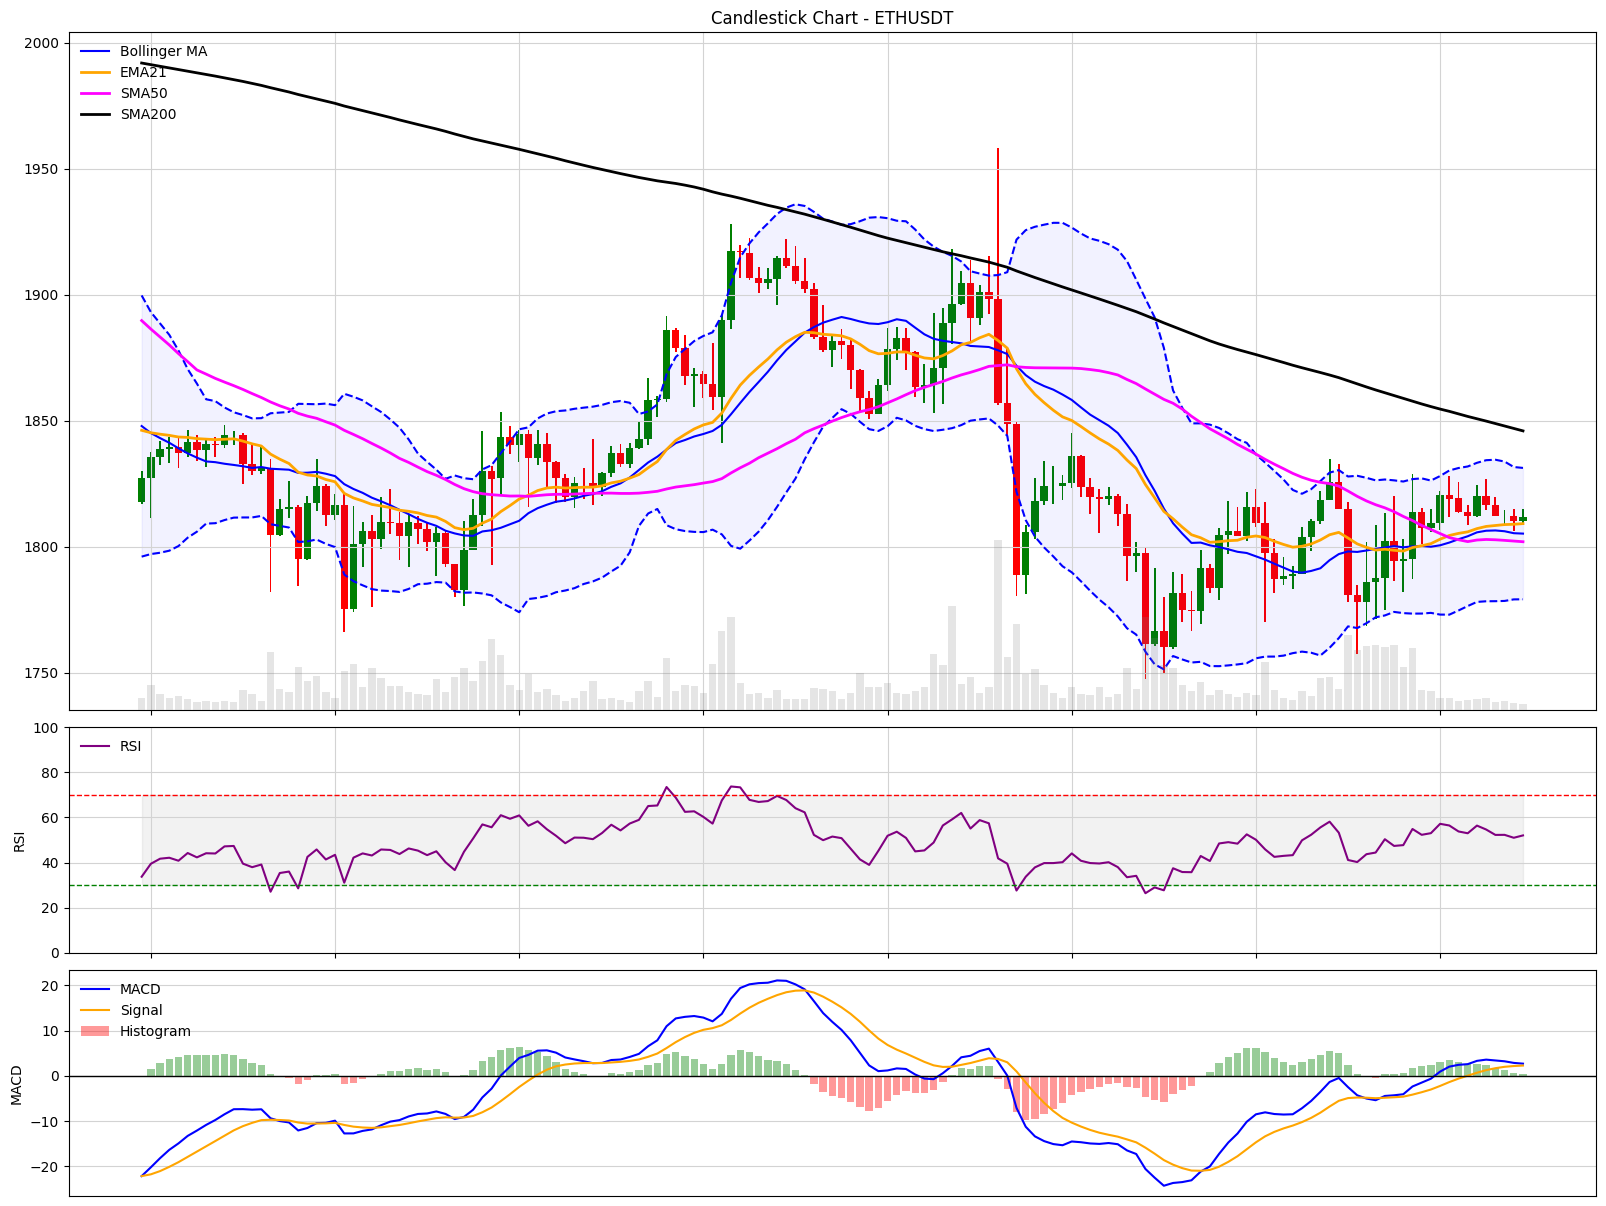 Candlestick Chart - ETHUSDT
2000
1950
1900
1850
1800
1750
Bollinger MA
EMA21
SMA50
SMA200
100
80
60
40
20
0
RSI
RSI
20
10
0
−10
−20
MACD
MACD
Signal
Histogram